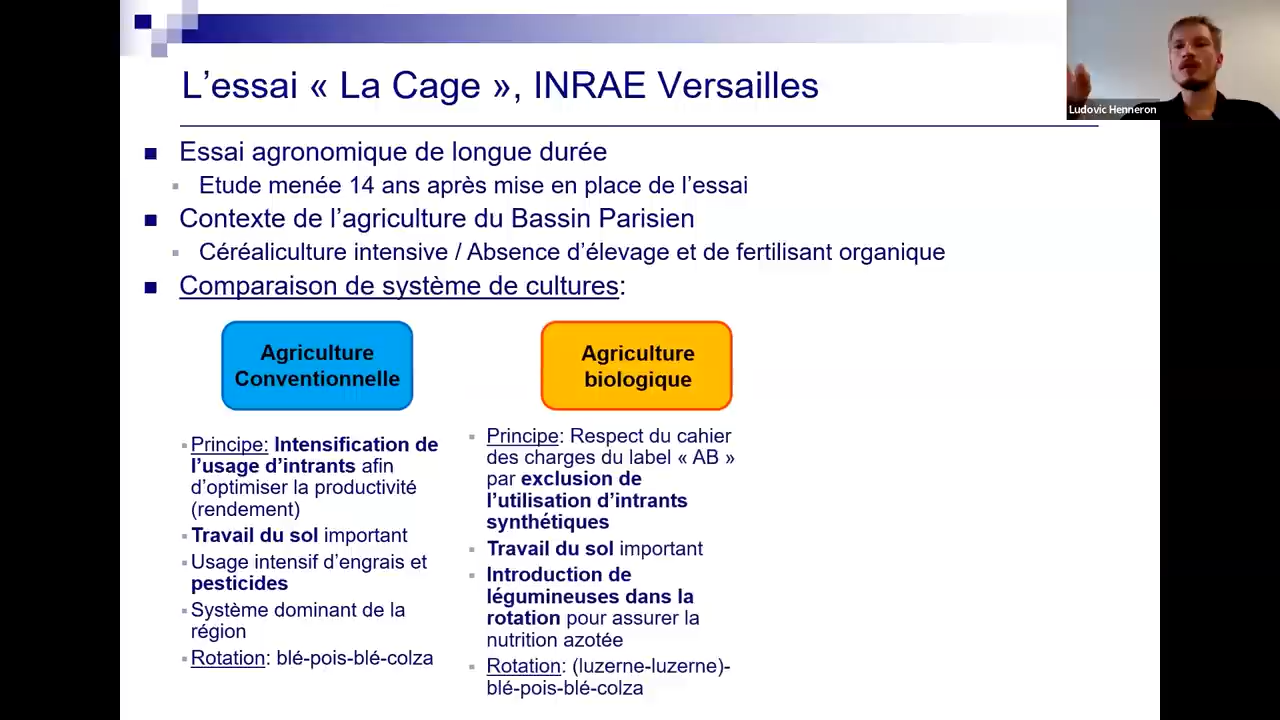 L'essai « La Cage », INRAE Versailles
Ludovic Henneron
Essai agronomique de longue durée
Etude menée 14 ans après mise en place de l'essai
Contexte de l'agriculture du Bassin Parisien
Céréaliculture intensive / Absence d'élevage et de fertilisant organique
Comparaison de système de cultures:
Agriculture
Conventionnelle
Principe: Intensification de
l'usage d'intrants afin
d'optimiser la productivité
(rendement)
Travail du sol important
Usage intensif d'engrais et
pesticides
Système dominant de la
région
Rotation: blé-pois-blé-colza
Agriculture
biologique
Principe: Respect du cahier
des charges du label « AB »
par exclusion de
l'utilisation d'intrants
synthétiques
Travail du sol important
Introduction de
légumineuses dans la
rotation pour assurer la
nutrition azotée
Rotation: (luzerne-luzerne)-
blé-pois-blé-colza